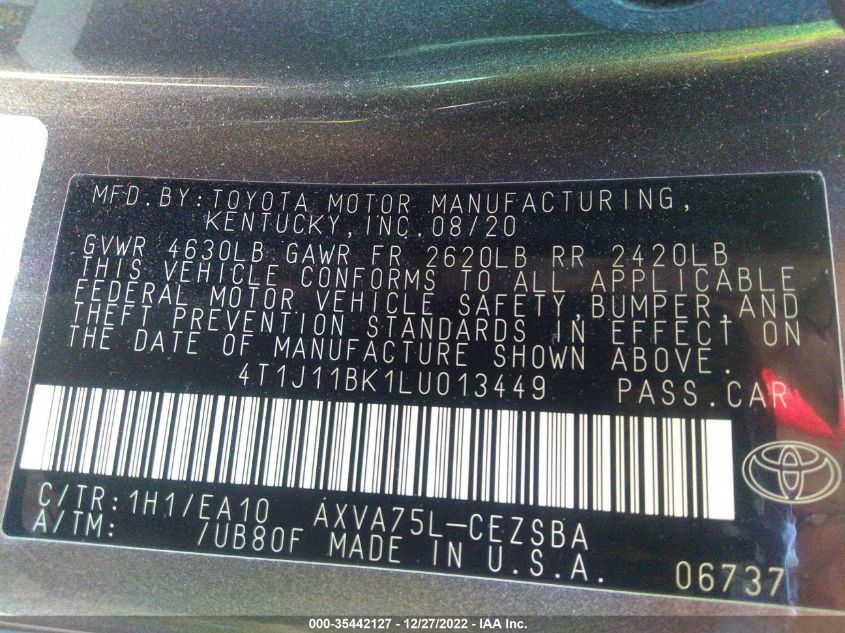 MFD.BY:TOYOTA MOTOR MANUFACTURING,
KENTUCKY,INC.08/20
GVWR 4630LB GAWR FR 2620LB RR 2420LB
THIS VEHICLE CONFORMS TO ALL APPLICABLE
FEDERAL MOTOR VEHICLE SAFETY,BUMPER,AND
THEFT PREVENTION STANDARDS IN EFFECT ON
THE DATE OF MANUFACTURE SHOWN ABOVE.
4T1J11BK1LU013449 PASS.CAR
C/TR:1H1/EA10 AXVA75L-CEZSBA
A/TM: /UB80F MADE IN U.S.A.
06737
000-35442127 - 12/27/2022 - IAA Inc.